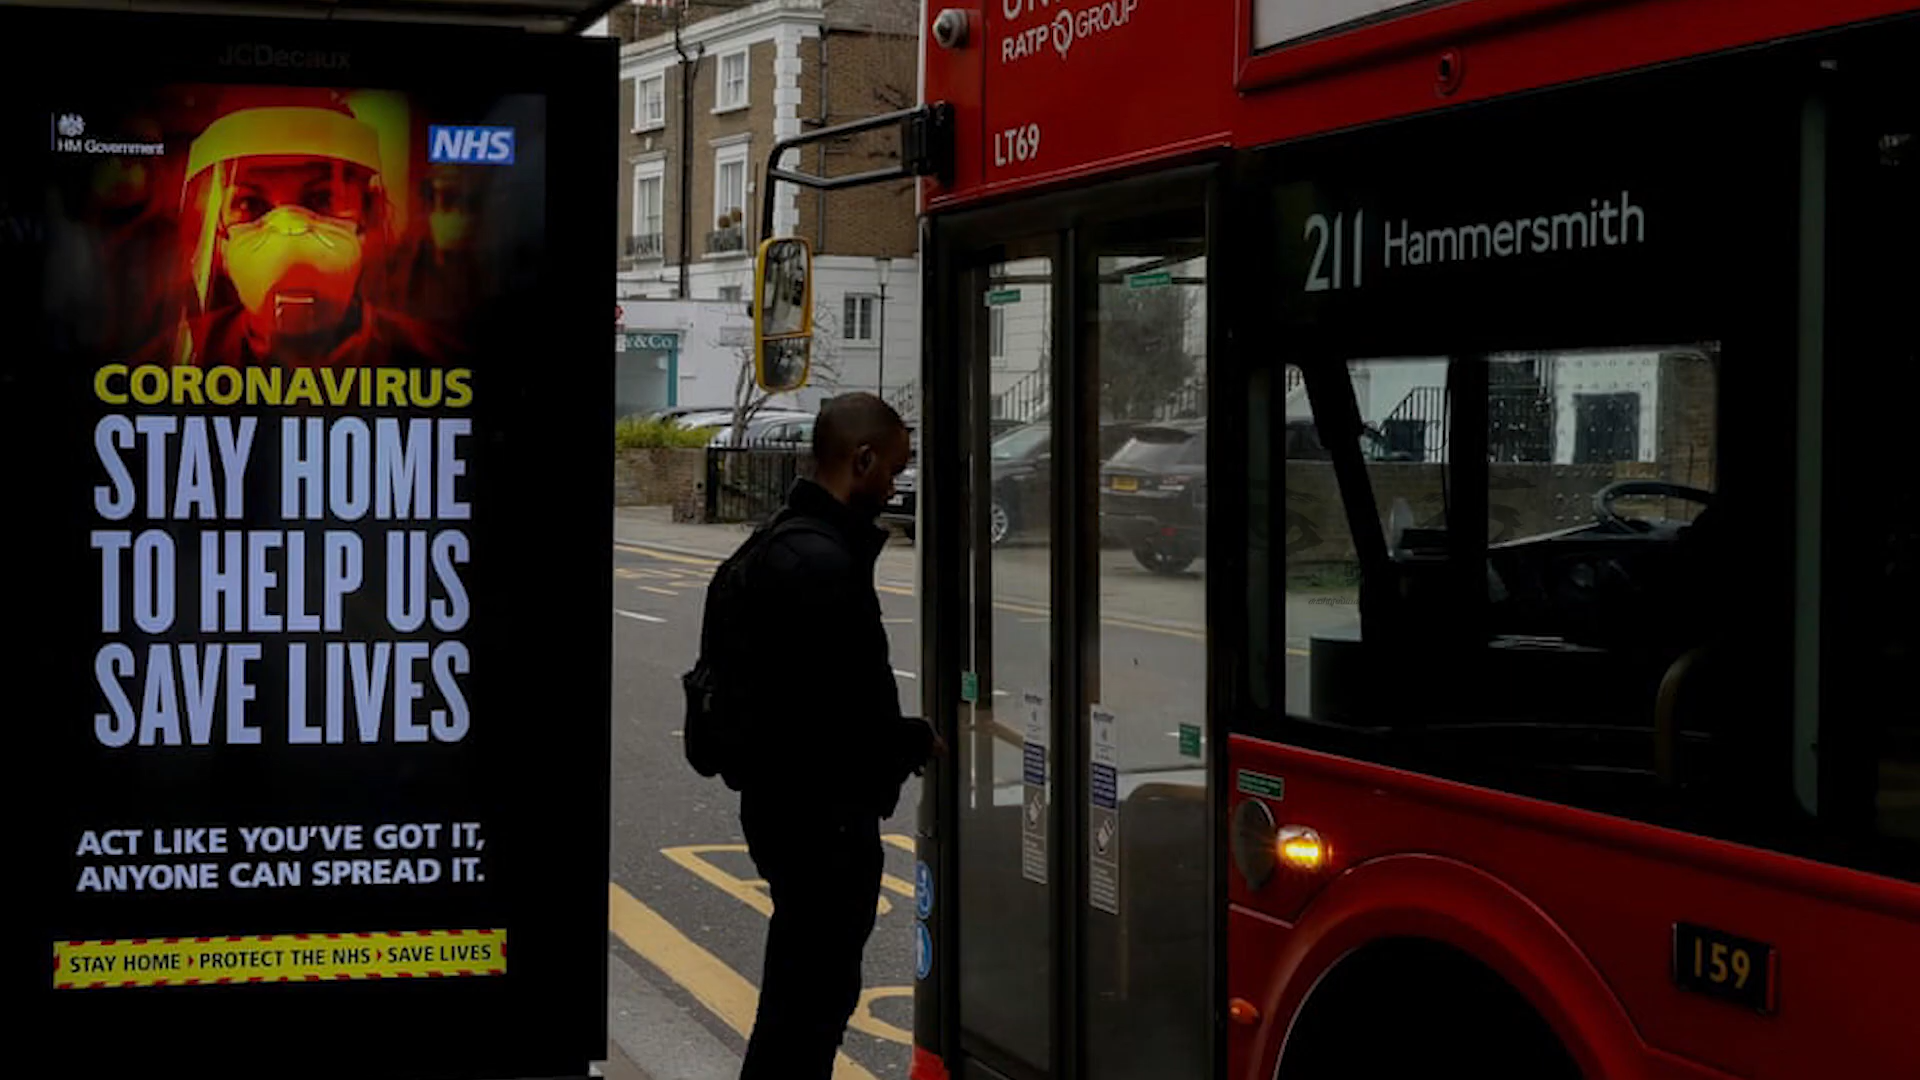 JCDecaux
HM Government
NHS
CORONAVIRUS
STAY HOME
TO HELP US
SAVE LIVES
ACT LIKE YOU'VE GOT IT,
ANYONE CAN SPREAD IT.
STAY HOME PROTECT THE NHS SAVE LIVES
Y&Co
RATP GROUP
LT69
211 Hammersmith
159